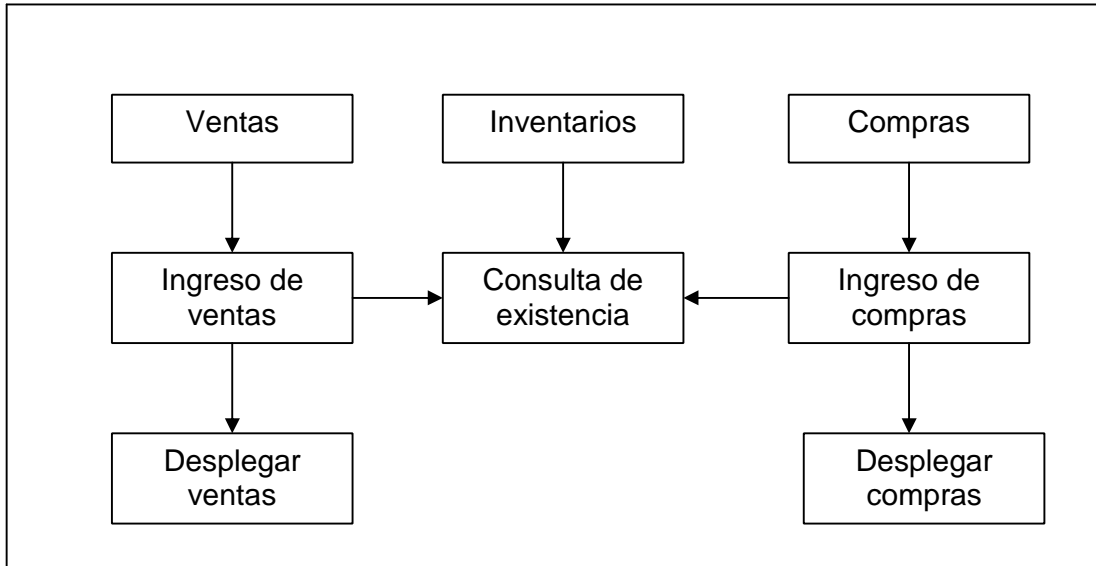 Ventas
Inventarios
Compras
Ingreso de
ventas
Consulta de
existencia
Ingreso de
compras
Desplegar
ventas
Desplegar
compras